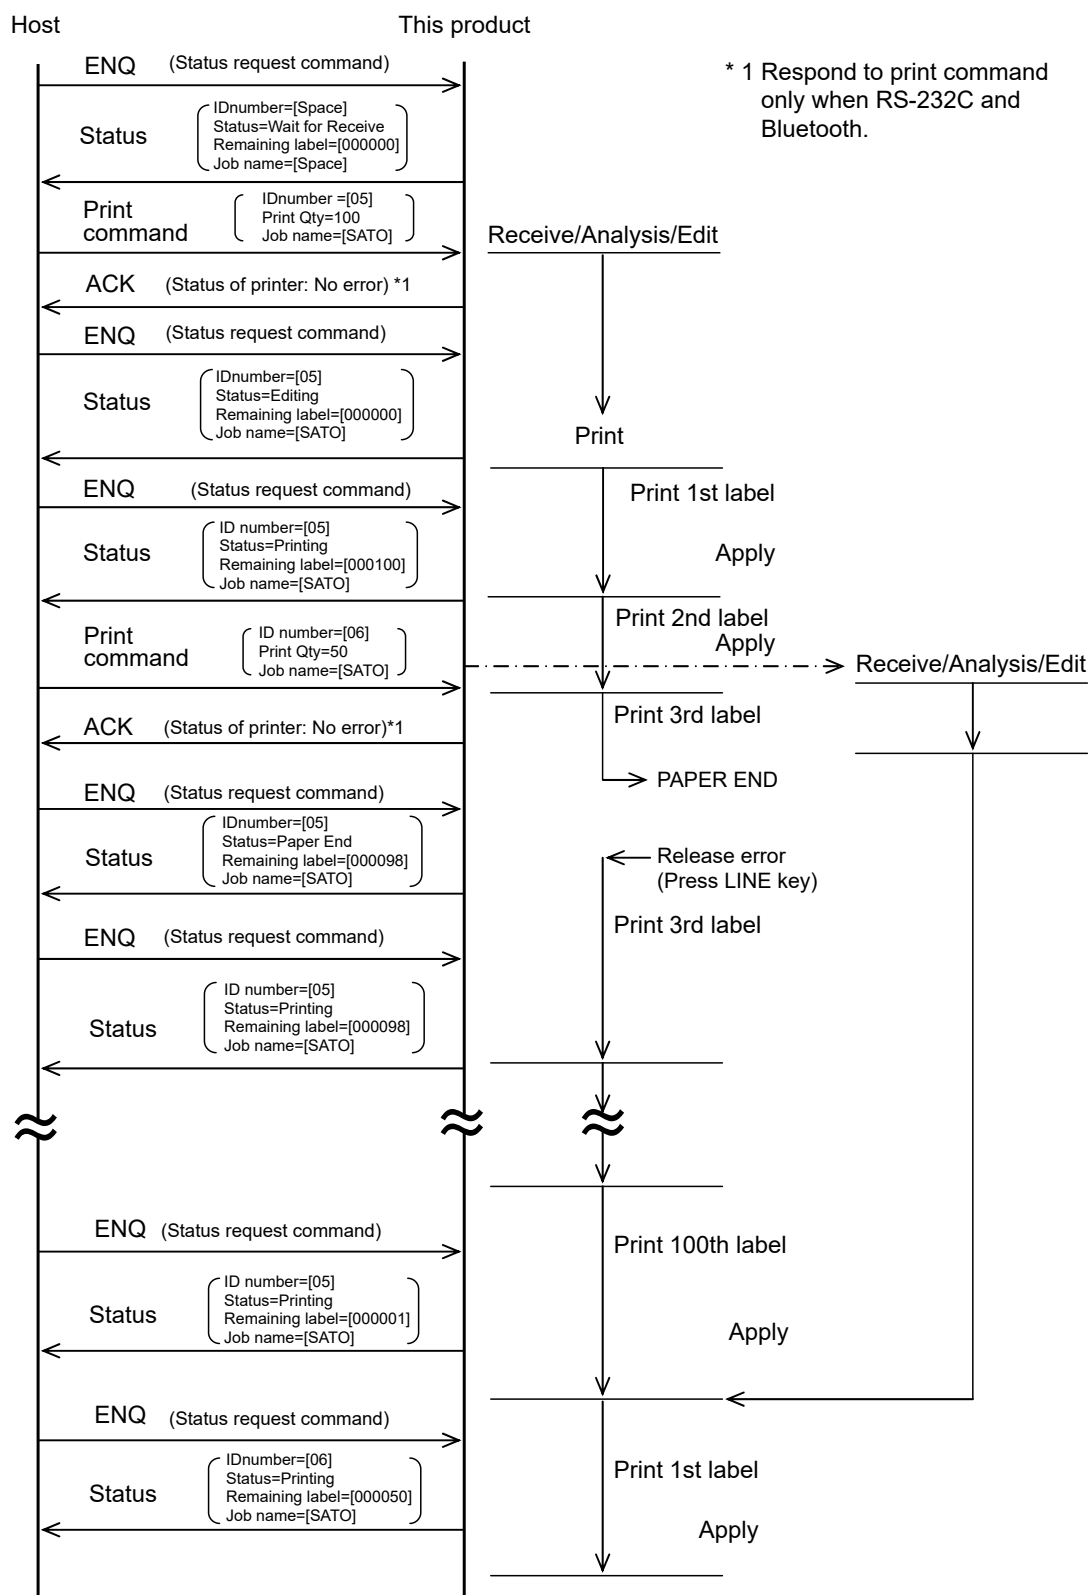 Host
This product
ENQ (Status request command)
* 1 Respond to print command
only when RS-232C and
Bluetooth.
Status
IDnumber=[Space]
Status=Wait for Receive
Remaining label=[000000]
Job name=[Space]
Print
command
IDnumber =[05]
Print Qty=100
Job name=[SATO]
Receive/Analysis/Edit
ACK (Status of printer: No error) *1
ENQ (Status request command)
Status
IDnumber=[05]
Status=Editing
Remaining label=[000000]
Job name=[SATO]
Print
ENQ (Status request command)
Print 1st label
Status
ID number=[05]
Status=Printing
Remaining label=[000100]
Job name=[SATO]
Apply
Print 2nd label
Apply
Print
command
ID number=[06]
Print Qty=50
Job name=[SATO]
Receive/Analysis/Edit
Print 3rd label
ACK (Status of printer: No error)*1
PAPER END
ENQ (Status request command)
Status
IDnumber=[05]
Status=Paper End
Remaining label=[000098]
Job name=[SATO]
Release error
(Press LINE key)
Print 3rd label
ENQ (Status request command)
Status
ID number=[05]
Status=Printing
Remaining label=[000098]
Job name=[SATO]
ENQ (Status request command)
Print 100th label
Status
ID number=[05]
Status=Printing
Remaining label=[000001]
Job name=[SATO]
Apply
ENQ (Status request command)
Print 1st label
Status
IDnumber=[06]
Status=Printing
Remaining label=[000050]
Job name=[SATO]
Apply